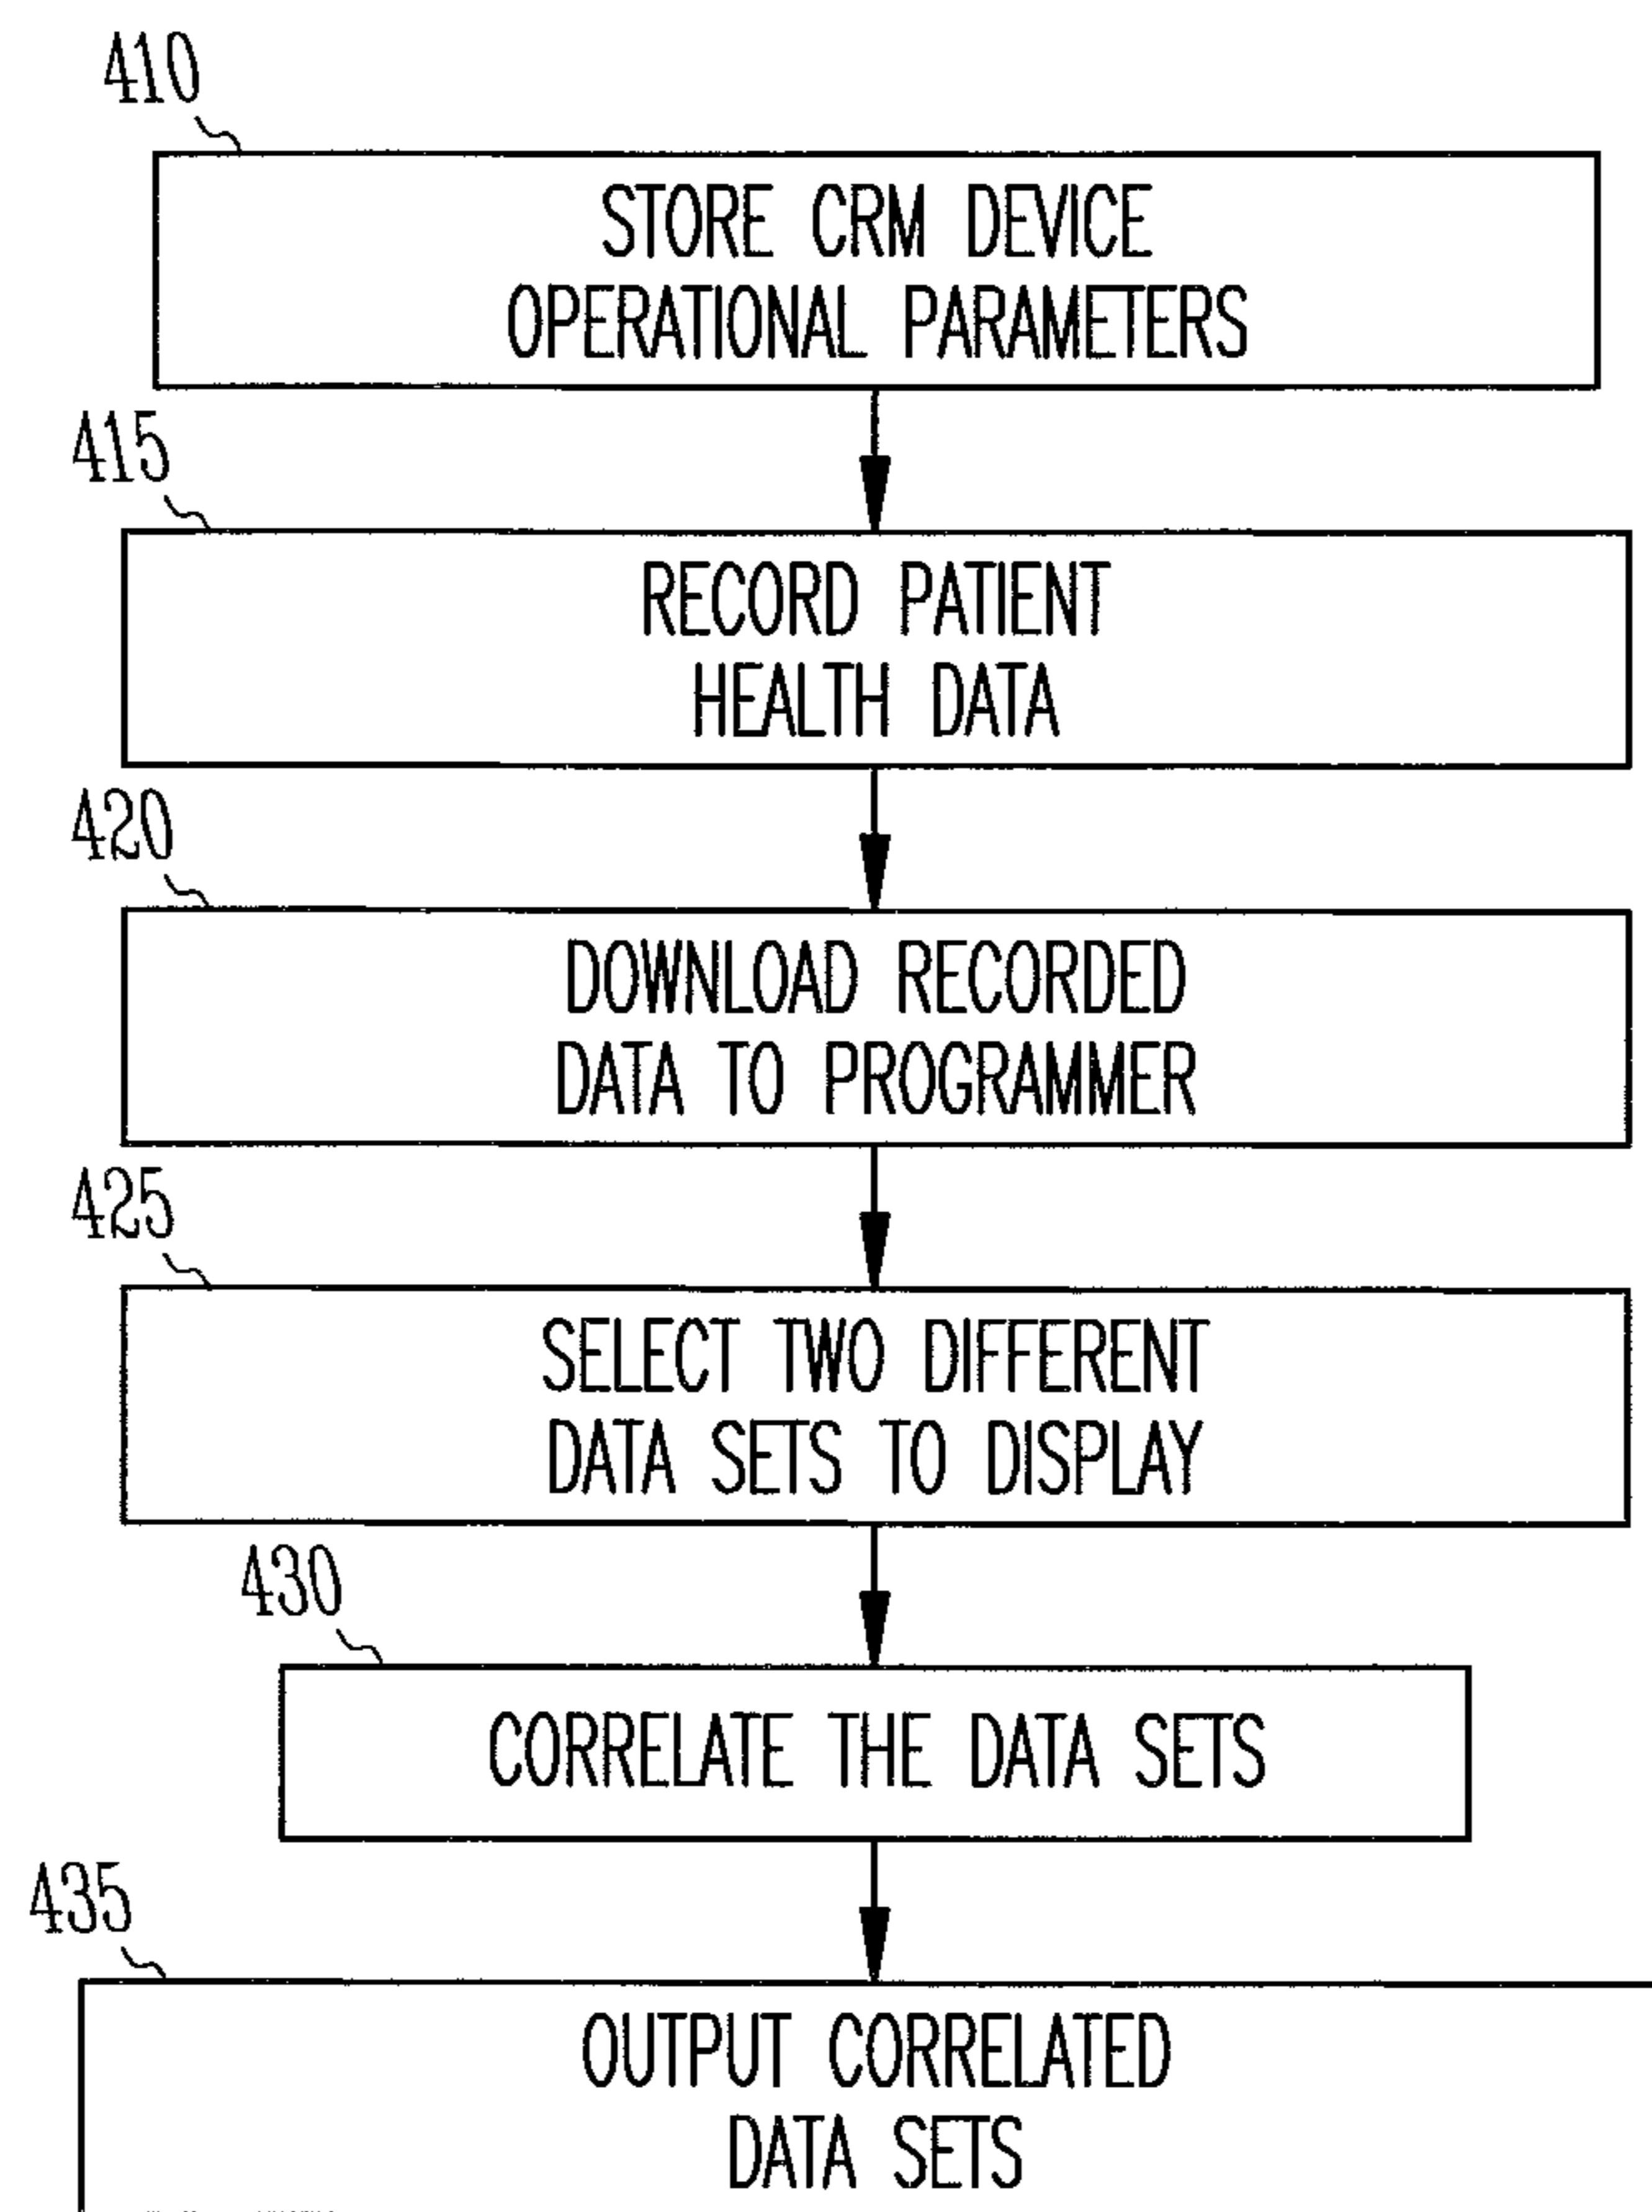 410
STORE CRM DEVICE
OPERATIONAL PARAMETERS
415
RECORD PATIENT
HEALTH DATA
420
DOWNLOAD RECORDED
DATA TO PROGRAMMER
425
SELECT TWO DIFFERENT
DATA SETS TO DISPLAY
430
CORRELATE THE DATA SETS
435
OUTPUT CORRELATED
DATA SETS